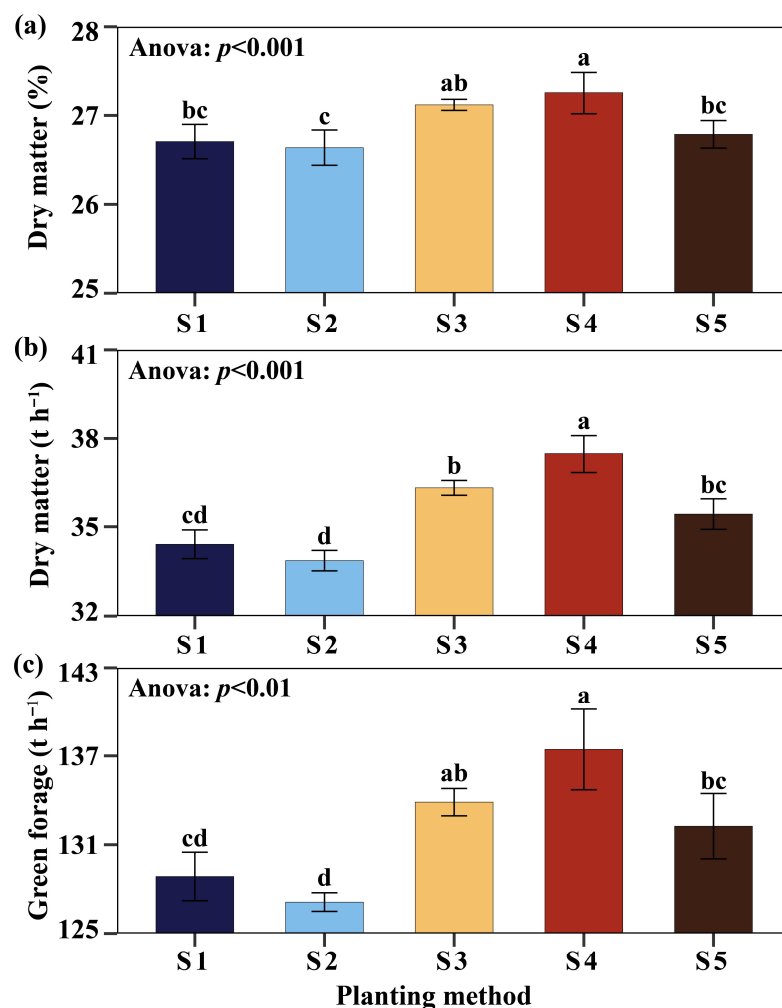 (a)
Anova: p<0.001
Dry matter (%)
28
27
26
25
bc
c
ab
a
bc
S1 S2 S3 S4 S5
(b)
Anova: p<0.001
Dry matter (t h⁻¹)
41
38
35
32
cd
d
b
a
bc
S1 S2 S3 S4 S5
(c)
Anova: p<0.01
Green forage (t h⁻¹)
143
137
131
125
cd
d
ab
a
bc
S1 S2 S3 S4 S5
Planting method